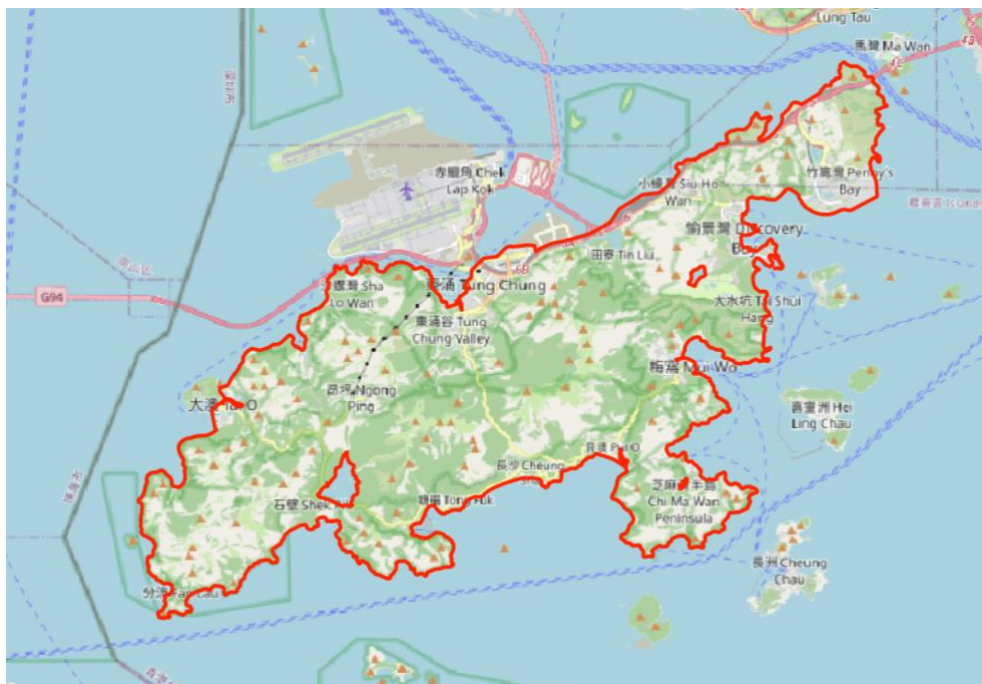 Lung Tau
馬灣 Ma Wan
4B
4B
赤鱲角 Chek
Lap Kok
小蠔灣 Siu Ho
Wan
竹篙灣 Penny's
Bay
愉景灣 Discovery
Bay
田寮 Tin Liu
6B
沙螺灣 Sha
Lo Wan
G94
東涌 Tung Chung
大水坑 Tai Shui
Hang
東涌谷 Tung
Chung Valley
梅窩 Mui Wo
昂坪 Ngong
Ping
大澳 Tai O
喜靈洲 Hei
Ling Chau
貝澳 Pui O
長沙 Cheung
石壁 Shek
塘福 Tong Fuk
芝麻灣半島
Chi Ma Wan
Peninsula
長洲 Cheung
Chau
分流 Fan Lau